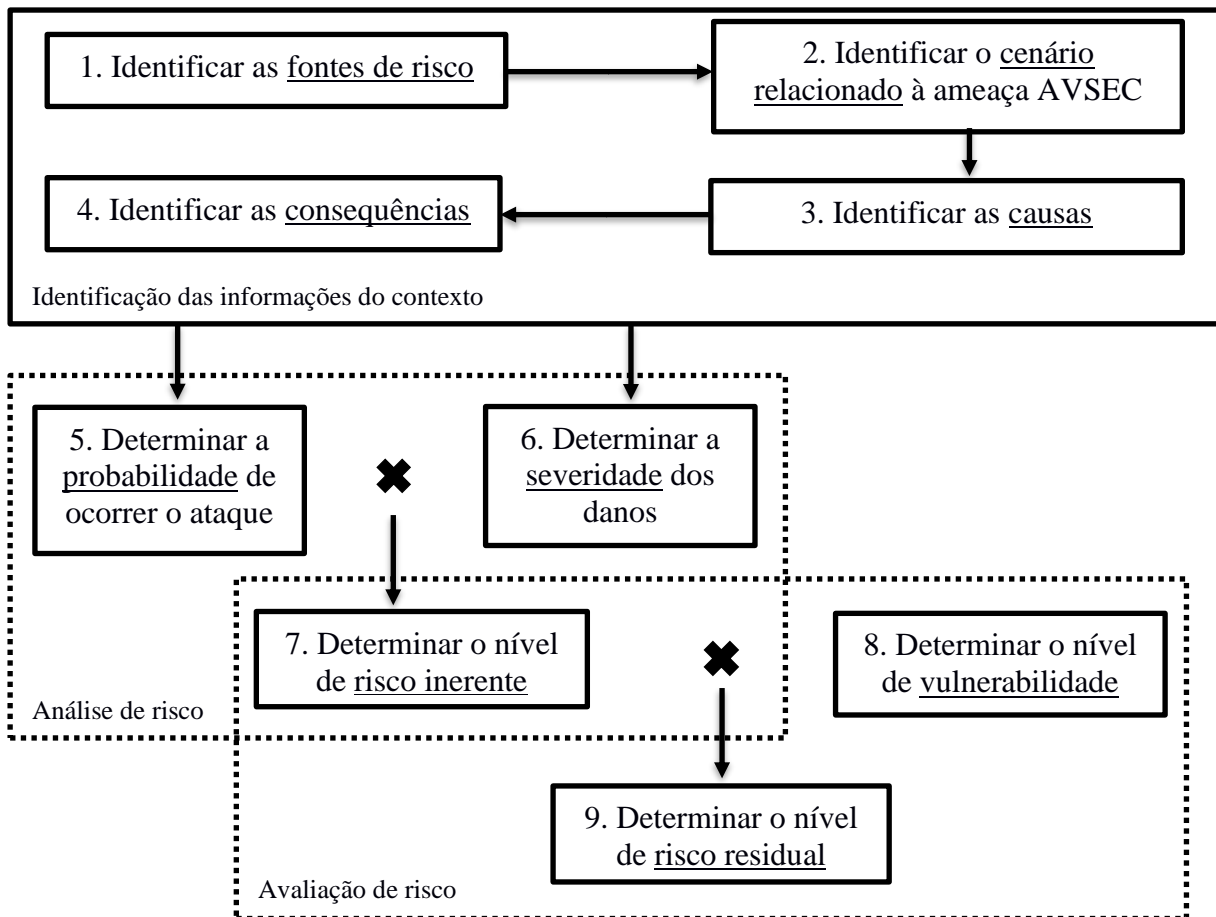 1. Identificar as fontes de risco
2. Identificar o cenário
relacionado à ameaça AVSEC
4. Identificar as consequências
3. Identificar as causas
Identificação das informações do contexto
5. Determinar a
probabilidade de
ocorrer o ataque
6. Determinar a
severidade dos
danos
7. Determinar o nível
de risco inerente
8. Determinar o nível
de vulnerabilidade
Análise de risco
9. Determinar o nível
de risco residual
Avaliação de risco